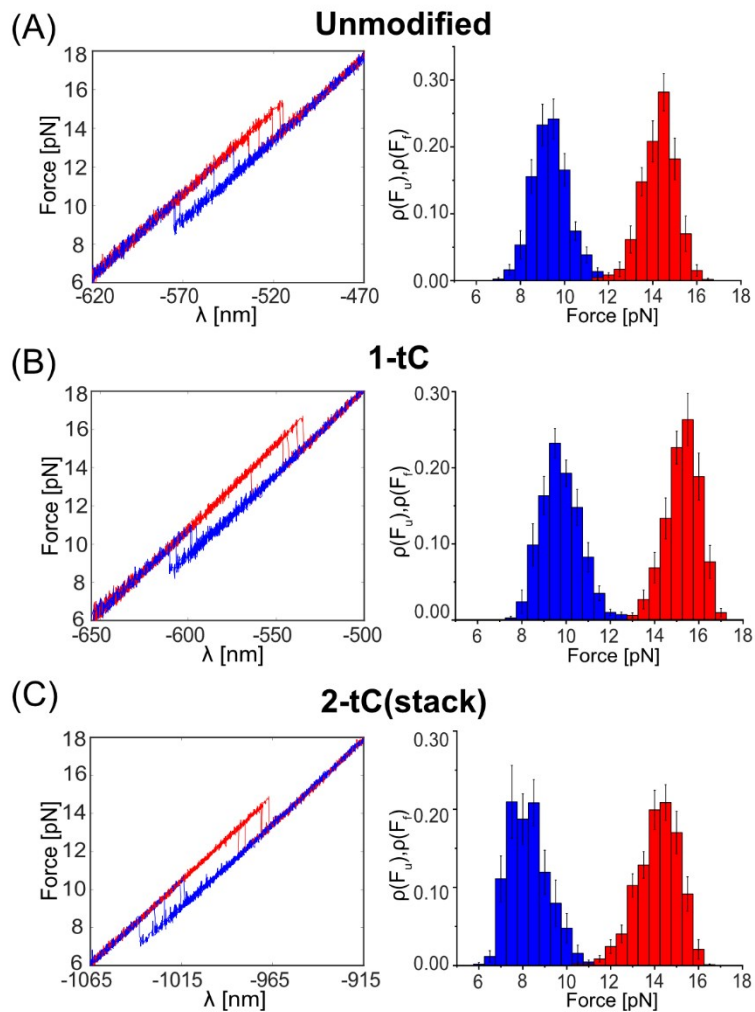 (A) Unmodified
Force [pN]
18
16
14
12
10
8
6
-620 -570 -520 -470
λ [nm]
ρ(Fᵤ),ρ(F_f)
0.30
0.20
0.10
0.00
6 8 10 12 14 16 18
Force [pN]
(B) 1-tC
Force [pN]
18
16
14
12
10
8
6
-650 -600 -550 -500
λ [nm]
ρ(Fᵤ),ρ(F_f)
0.30
0.20
0.10
0.00
6 8 10 12 14 16 18
Force [pN]
(C) 2-tC(stack)
Force [pN]
18
16
14
12
10
8
6
-1065 -1015 -965 -915
λ [nm]
ρ(Fᵤ),ρ(F_f)
0.30
0.20
0.10
0.00
6 8 10 12 14 16 18
Force [pN]